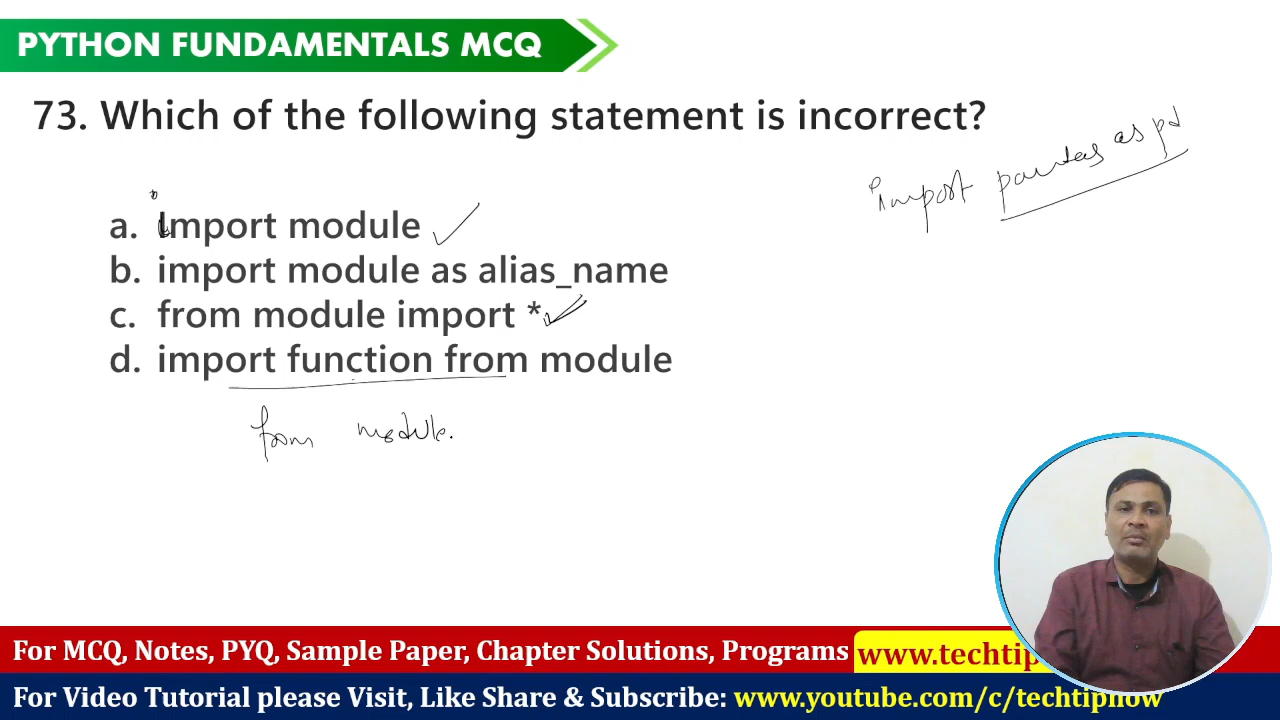 PYTHON FUNDAMENTALS MCQ
73. Which of the following statement is incorrect?
import pandas as pd
a. import module
b. import module as alias_name
c. from module import *
d. import function from module
from module.
For MCQ, Notes, PYQ, Sample Paper, Chapter Solutions, Programs www.techtip
For Video Tutorial please Visit, Like Share & Subscribe: www.youtube.com/c/techtipnow